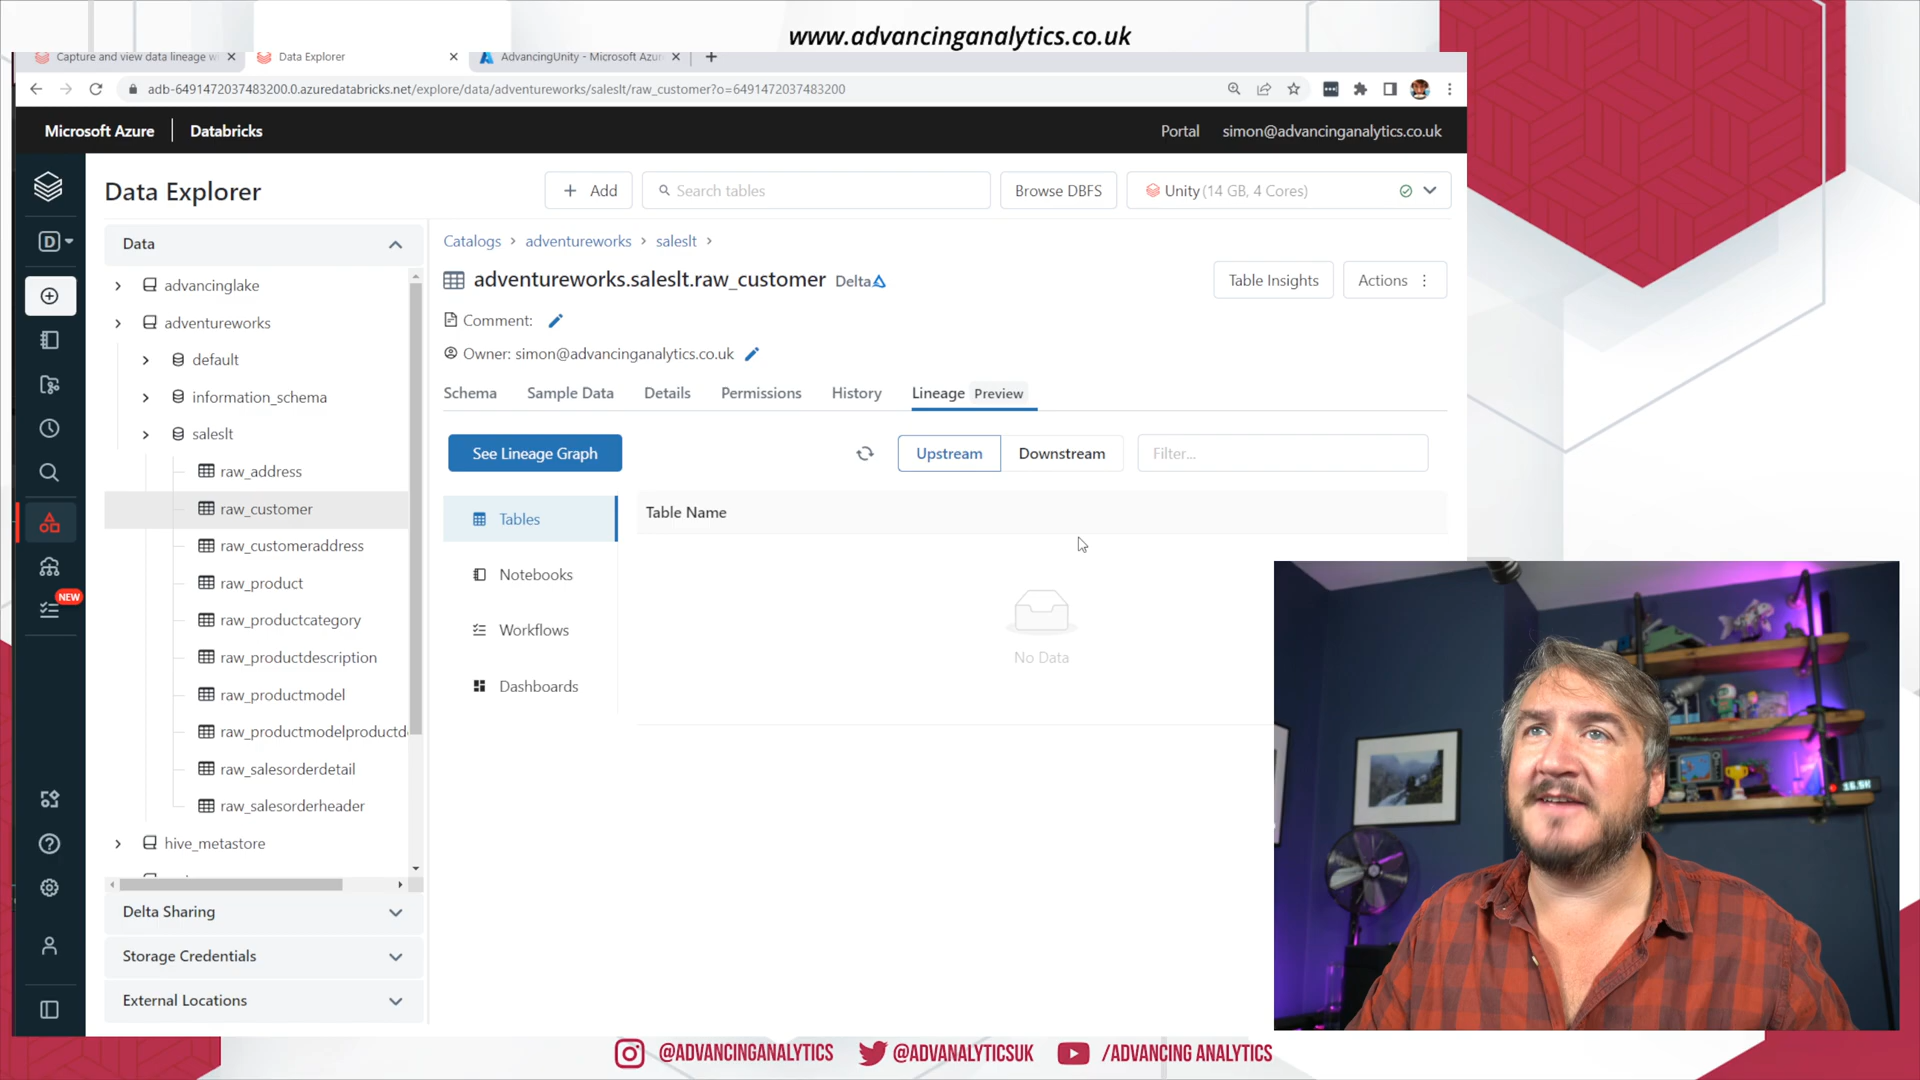 www.advancinganalytics.co.uk
Capture and view data lineage w
Data Explorer
AdvancingUnity - Microsoft Azur
adb-6491472037483200.0.azuredatabricks.net/explore/data/adventureworks/saleslt/raw_customer?o=6491472037483200
Microsoft Azure
Databricks
Portal
simon@advancinganalytics.co.uk
Data Explorer
Add
Search tables
Browse DBFS
Unity (14 GB, 4 Cores)
D
NEW
Data
advancinglake
adventureworks
default
information_schema
saleslt
raw_address
raw_customer
raw_customeraddress
raw_product
raw_productcategory
raw_productdescription
raw_productmodel
raw_productmodelproductd
raw_salesorderdetail
raw_salesorderheader
hive_metastore
Delta Sharing
Storage Credentials
External Locations
Catalogs > adventureworks > saleslt >
adventureworks.saleslt.raw_customer Delta
Table Insights
Actions
Comment:
Owner: simon@advancinganalytics.co.uk
Schema
Sample Data
Details
Permissions
History
Lineage Preview
See Lineage Graph
Upstream
Downstream
Filter...
Tables
Notebooks
Workflows
Dashboards
Table Name
No Data
@ADVANCINGANALYTICS
@ADVANALYTICSUK
/ADVANCING ANALYTICS